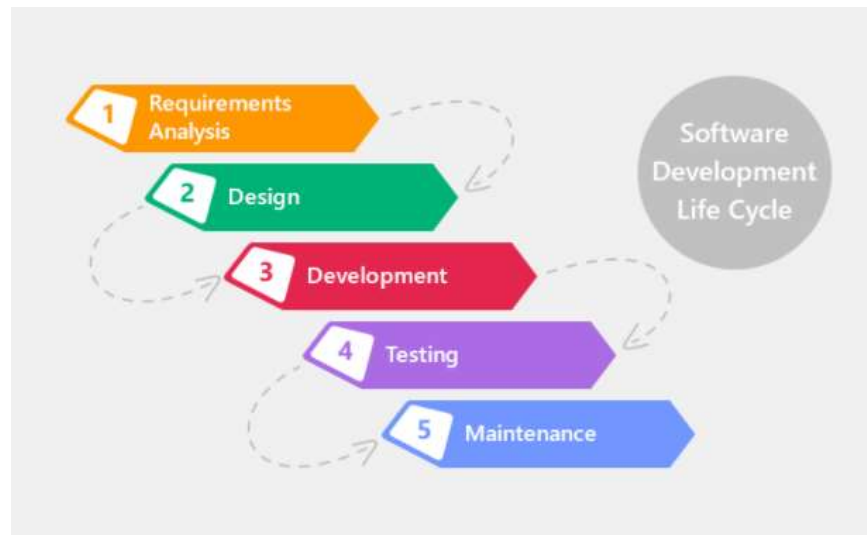 1
Requirements
Analysis
2
Design
3
Development
4
Testing
5
Maintenance
Software
Development
Life Cycle